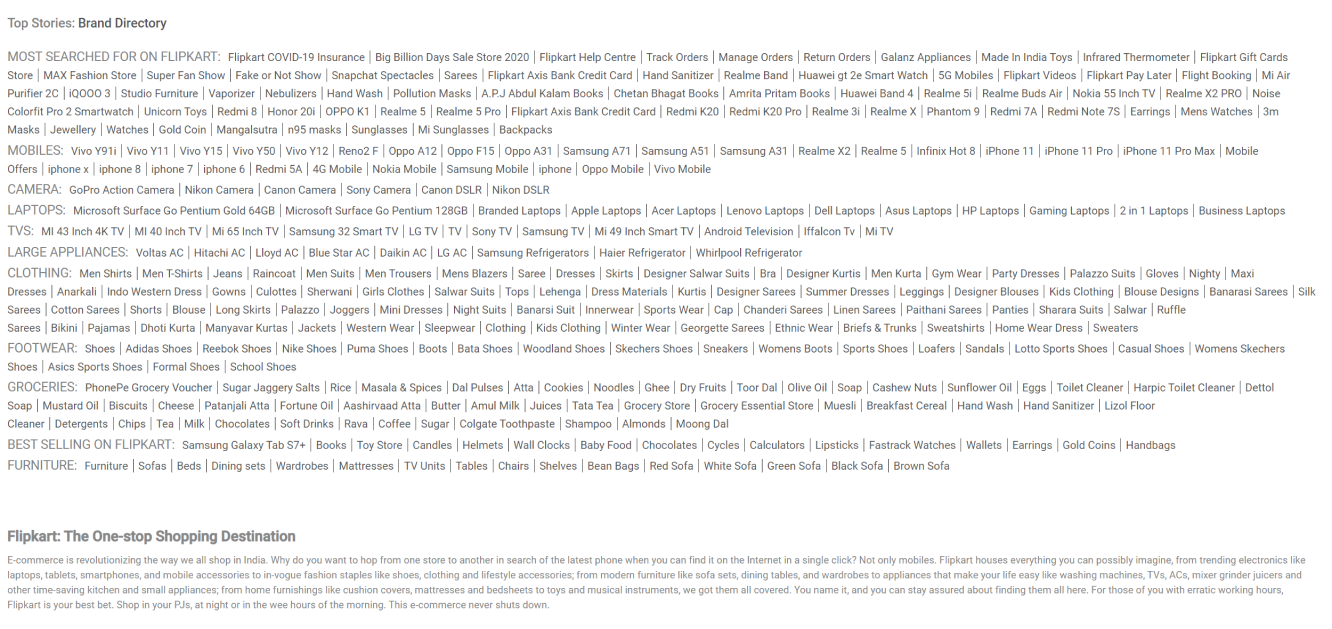 Top Stories: Brand Directory
MOST SEARCHED FOR ON FLIPKART: Flipkart COVID-19 Insurance | Big Billion Days Sale Store 2020 | Flipkart Help Centre | Track Orders | Manage Orders | Return Orders | Galanz Appliances | Made In India Toys | Infrared Thermometer | Flipkart Gift Cards
Store | MAX Fashion Store | Super Fan Show | Fake or Not Show | Snapchat Spectacles | Sarees | Flipkart Axis Bank Credit Card | Hand Sanitizer | Realme Band | Huawei gt 2e Smart Watch | 5G Mobiles | Flipkart Videos | Flipkart Pay Later | Flight Booking | Mi Air
Purifier 2C | iQOOO 3 | Studio Furniture | Vaporizer | Nebulizers | Hand Wash | Pollution Masks | A.P.J Abdul Kalam Books | Chetan Bhagat Books | Amrita Pritam Books | Huawei Band 4 | Realme 5i | Realme Buds Air | Nokia 55 Inch TV | Realme X2 PRO | Noise
Colorfit Pro 2 Smartwatch | Unicorn Toys | Redmi 8 | Honor 20i | OPPO K1 | Realme 5 | Realme 5 Pro | Flipkart Axis Bank Credit Card | Redmi K20 | Redmi K20 Pro | Realme 3i | Realme X | Phantom 9 | Redmi 7A | Redmi Note 7S | Earrings | Mens Watches | 3m
Masks | Jewellery | Watches | Gold Coin | Mangalsutra | n95 masks | Sunglasses | Mi Sunglasses | Backpacks
MOBILES: Vivo Y91i | Vivo Y11 | Vivo Y15 | Vivo Y50 | Vivo Y12 | Reno2 F | Oppo A12 | Oppo F15 | Oppo A31 | Samsung A71 | Samsung A51 | Samsung A31 | Realme X2 | Realme 5 | Infinix Hot 8 | iPhone 11 | iPhone 11 Pro | iPhone 11 Pro Max | Mobile
Offers | iphone x | iphone 8 | iphone 7 | iphone 6 | Redmi 5A | 4G Mobile | Nokia Mobile | Samsung Mobile | iphone | Oppo Mobile | Vivo Mobile
CAMERA: GoPro Action Camera | Nikon Camera | Canon Camera | Sony Camera | Canon DSLR | Nikon DSLR
LAPTOPS: Microsoft Surface Go Pentium Gold 64GB | Microsoft Surface Go Pentium 128GB | Branded Laptops | Apple Laptops | Acer Laptops | Lenovo Laptops | Dell Laptops | Asus Laptops | HP Laptops | Gaming Laptops | 2 in 1 Laptops | Business Laptops
TVS: MI 43 Inch 4K TV | MI 40 Inch TV | Mi 65 Inch TV | Samsung 32 Smart TV | LG TV | TV | Sony TV | Samsung TV | Mi 49 Inch Smart TV | Android Television | Iffalcon Tv | Mi TV
LARGE APPLIANCES: Voltas AC | Hitachi AC | Lloyd AC | Blue Star AC | Daikin AC | LG AC | Samsung Refrigerators | Haier Refrigerator | Whirlpool Refrigerator
CLOTHING: Men Shirts | Men T-Shirts | Jeans | Raincoat | Men Suits | Men Trousers | Mens Blazers | Saree | Dresses | Skirts | Designer Salwar Suits | Bra | Designer Kurtis | Men Kurta | Gym Wear | Party Dresses | Palazzo Suits | Gloves | Nighty | Maxi
Dresses | Anarkali | Indo Western Dress | Gowns | Culottes | Sherwani | Girls Clothes | Salwar Suits | Tops | Lehenga | Dress Materials | Kurtis | Designer Sarees | Summer Dresses | Leggings | Designer Blouses | Kids Clothing | Blouse Designs | Banarasi Sarees | Silk
Sarees | Cotton Sarees | Shorts | Blouse | Long Skirts | Palazzo | Joggers | Mini Dresses | Night Suits | Banarsi Suit | Innerwear | Sports Wear | Cap | Chanderi Sarees | Linen Sarees | Paithani Sarees | Panties | Sharara Suits | Salwar | Ruffle
Sarees | Bikini | Pajamas | Dhoti Kurta | Manyavar Kurtas | Jackets | Western Wear | Sleepwear | Clothing | Kids Clothing | Winter Wear | Georgette Sarees | Ethnic Wear | Briefs & Trunks | Sweatshirts | Home Wear Dress | Sweaters
FOOTWEAR: Shoes | Adidas Shoes | Reebok Shoes | Nike Shoes | Puma Shoes | Boots | Bata Shoes | Woodland Shoes | Skechers Shoes | Sneakers | Womens Boots | Sports Shoes | Loafers | Sandals | Lotto Sports Shoes | Casual Shoes | Womens Skechers
Shoes | Asics Sports Shoes | Formal Shoes | School Shoes
GROCERIES: PhonePe Grocery Voucher | Sugar Jaggery Salts | Rice | Masala & Spices | Dal Pulses | Atta | Cookies | Noodles | Ghee | Dry Fruits | Toor Dal | Olive Oil | Soap | Cashew Nuts | Sunflower Oil | Eggs | Toilet Cleaner | Harpic Toilet Cleaner | Dettol
Soap | Mustard Oil | Biscuits | Cheese | Patanjali Atta | Fortune Oil | Aashirvaad Atta | Butter | Amul Milk | Juices | Tata Tea | Grocery Store | Grocery Essential Store | Muesli | Breakfast Cereal | Hand Wash | Hand Sanitizer | Lizol Floor
Cleaner | Detergents | Chips | Tea | Milk | Chocolates | Soft Drinks | Rava | Coffee | Sugar | Colgate Toothpaste | Shampoo | Almonds | Moong Dal
BEST SELLING ON FLIPKART: Samsung Galaxy Tab S7+ | Books | Toy Store | Candles | Helmets | Wall Clocks | Baby Food | Chocolates | Cycles | Calculators | Lipsticks | Fastrack Watches | Wallets | Earrings | Gold Coins | Handbags
FURNITURE: Furniture | Sofas | Beds | Dining sets | Wardrobes | Mattresses | TV Units | Tables | Chairs | Shelves | Bean Bags | Red Sofa | White Sofa | Green Sofa | Black Sofa | Brown Sofa
Flipkart: The One-stop Shopping Destination
E-commerce is revolutionizing the way we all shop in India. Why do you want to hop from one store to another in search of the latest phone when you can find it on the Internet in a single click? Not only mobiles. Flipkart houses everything you can possibly imagine, from trending electronics like
laptops, tablets, smartphones, and mobile accessories to in-vogue fashion staples like shoes, clothing and lifestyle accessories; from modern furniture like sofa sets, dining tables, and wardrobes to appliances that make your life easy like washing machines, TVs, ACs, mixer grinder juicers and
other time-saving kitchen and small appliances; from home furnishings like cushion covers, mattresses and bedsheets to toys and musical instruments, we got them all covered. You name it, and you can stay assured about finding them all here. For those of you with erratic working hours,
Flipkart is your best bet. Shop in your PJs, at night or in the wee hours of the morning. This e-commerce never shuts down.